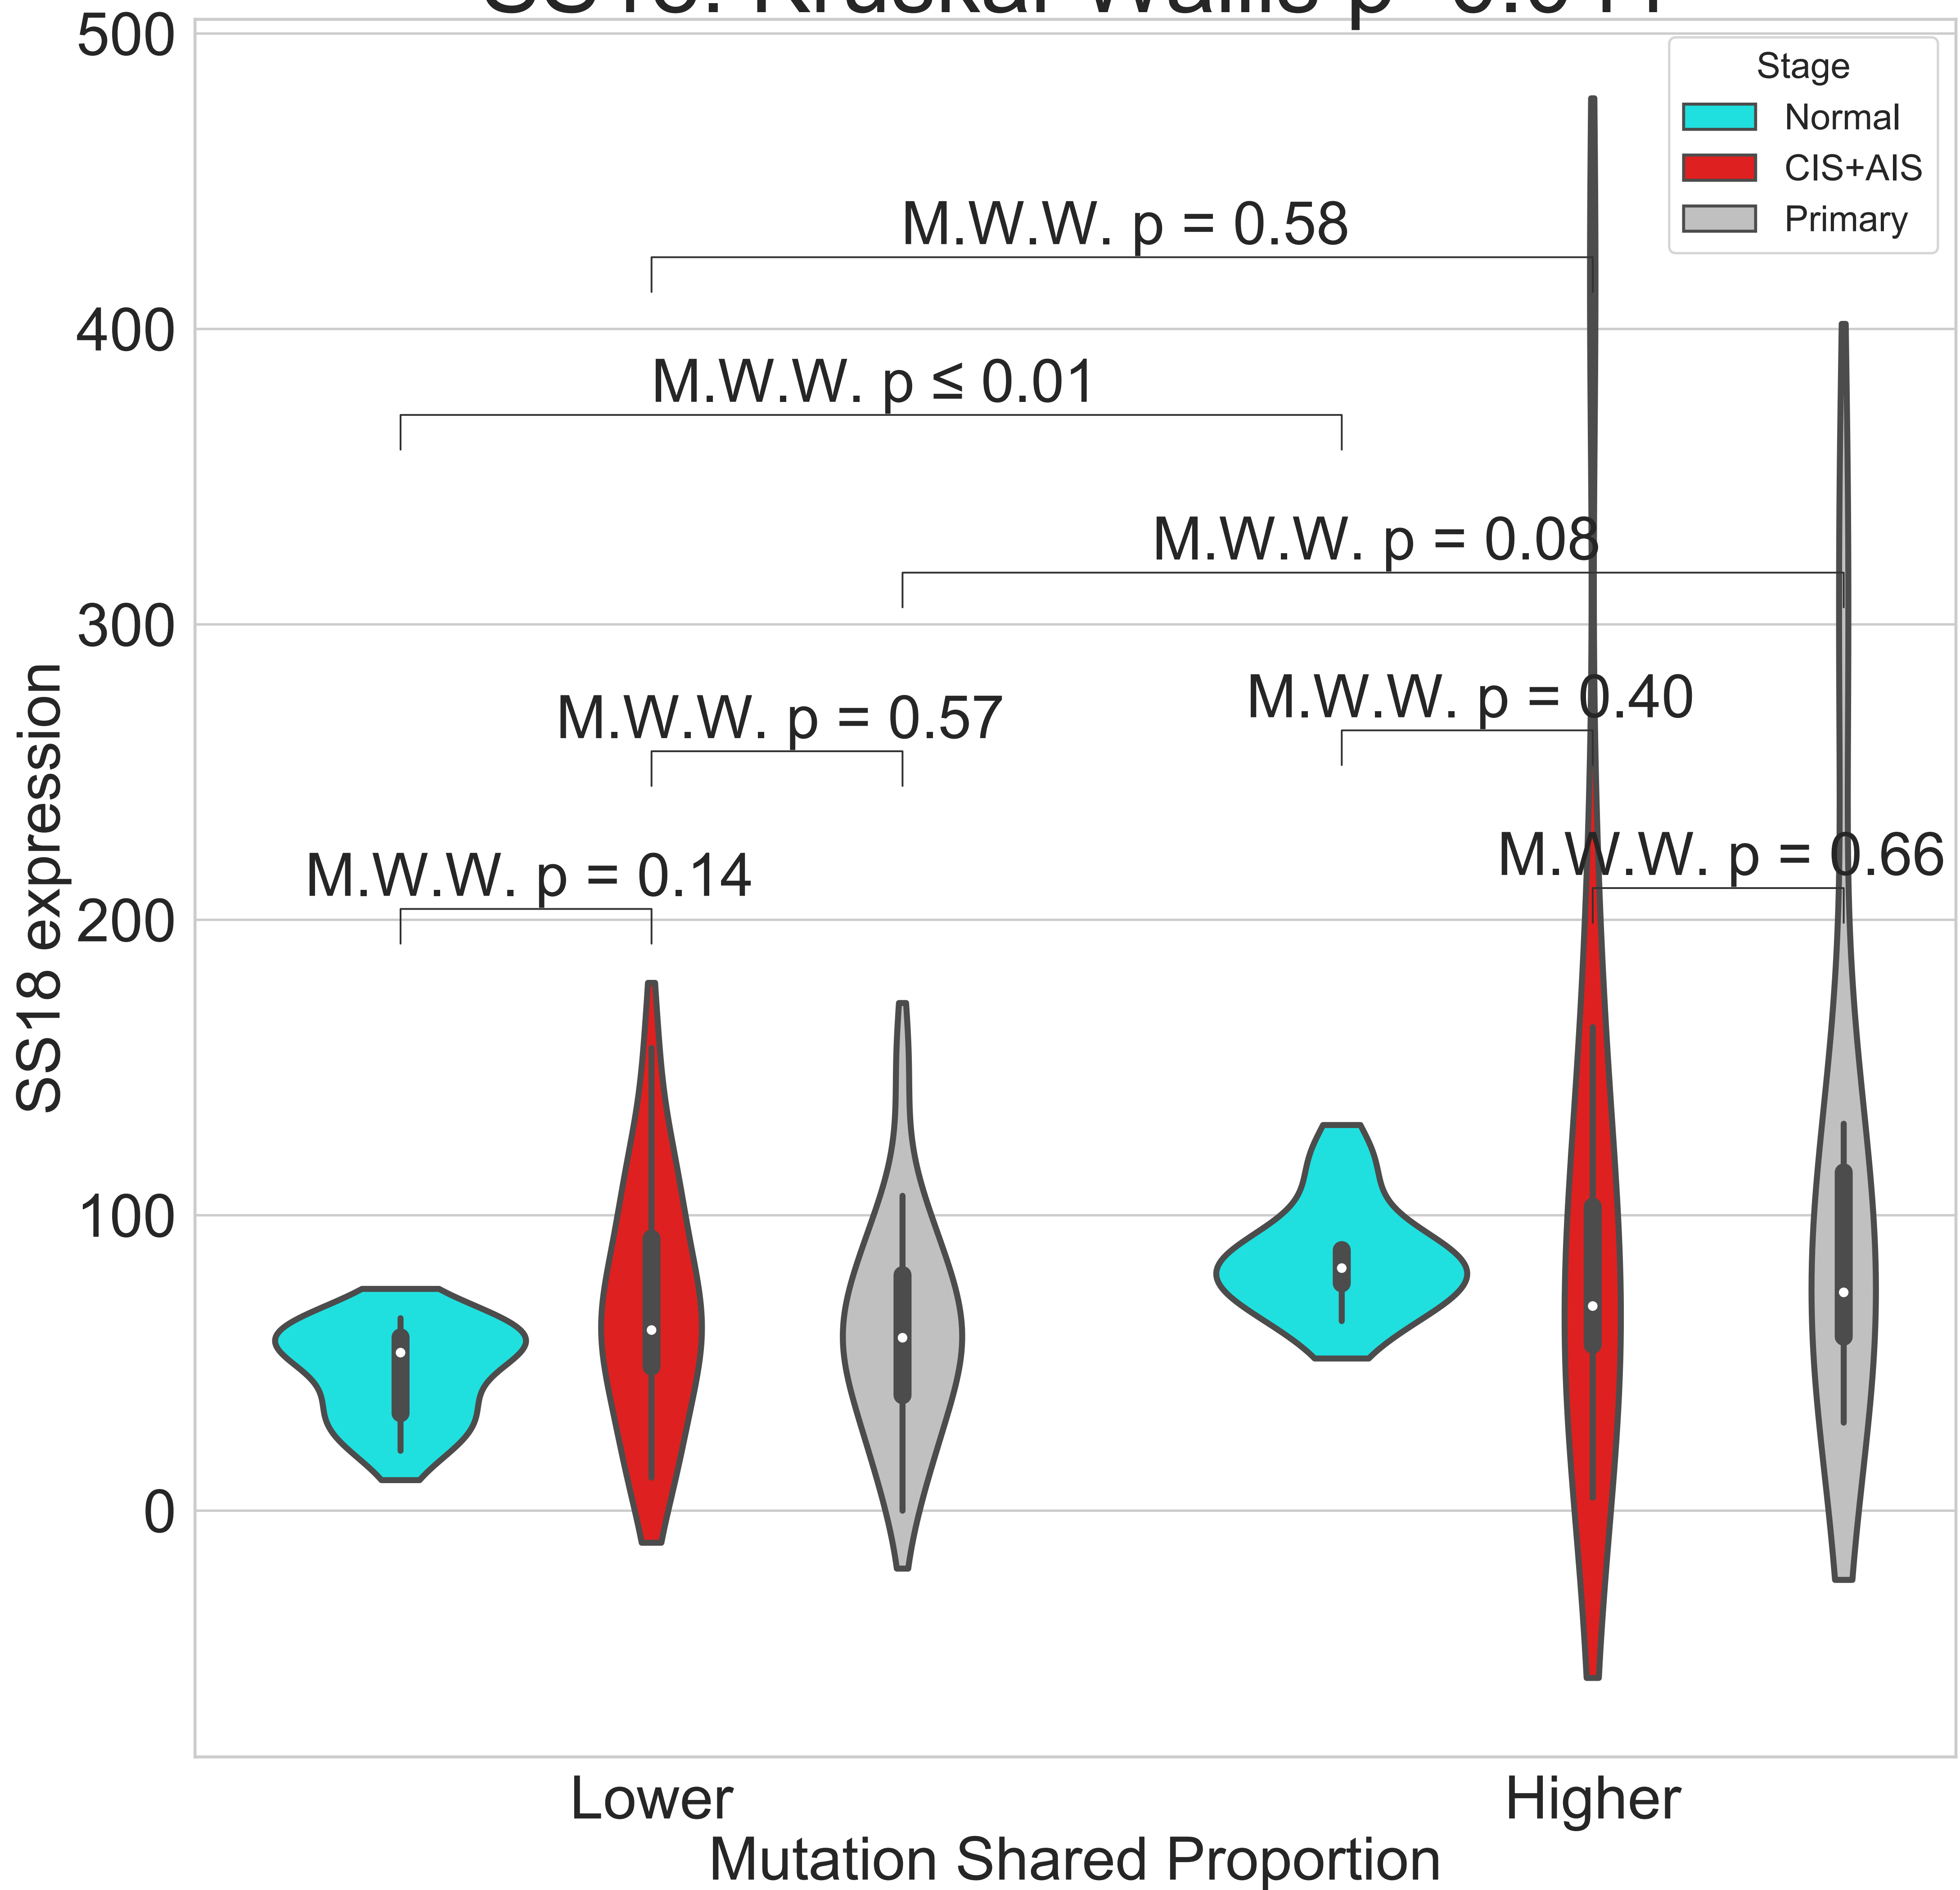 500
400
300
200
100
0
SS18 expression
Stage
Normal
CIS+AIS
Primary
M.W.W. p = 0.58
M.W.W. p ≤ 0.01
M.W.W. p = 0.08
M.W.W. p = 0.57
M.W.W. p = 0.40
M.W.W. p = 0.14
M.W.W. p = 0.66
Lower
Higher
Mutation Shared Proportion